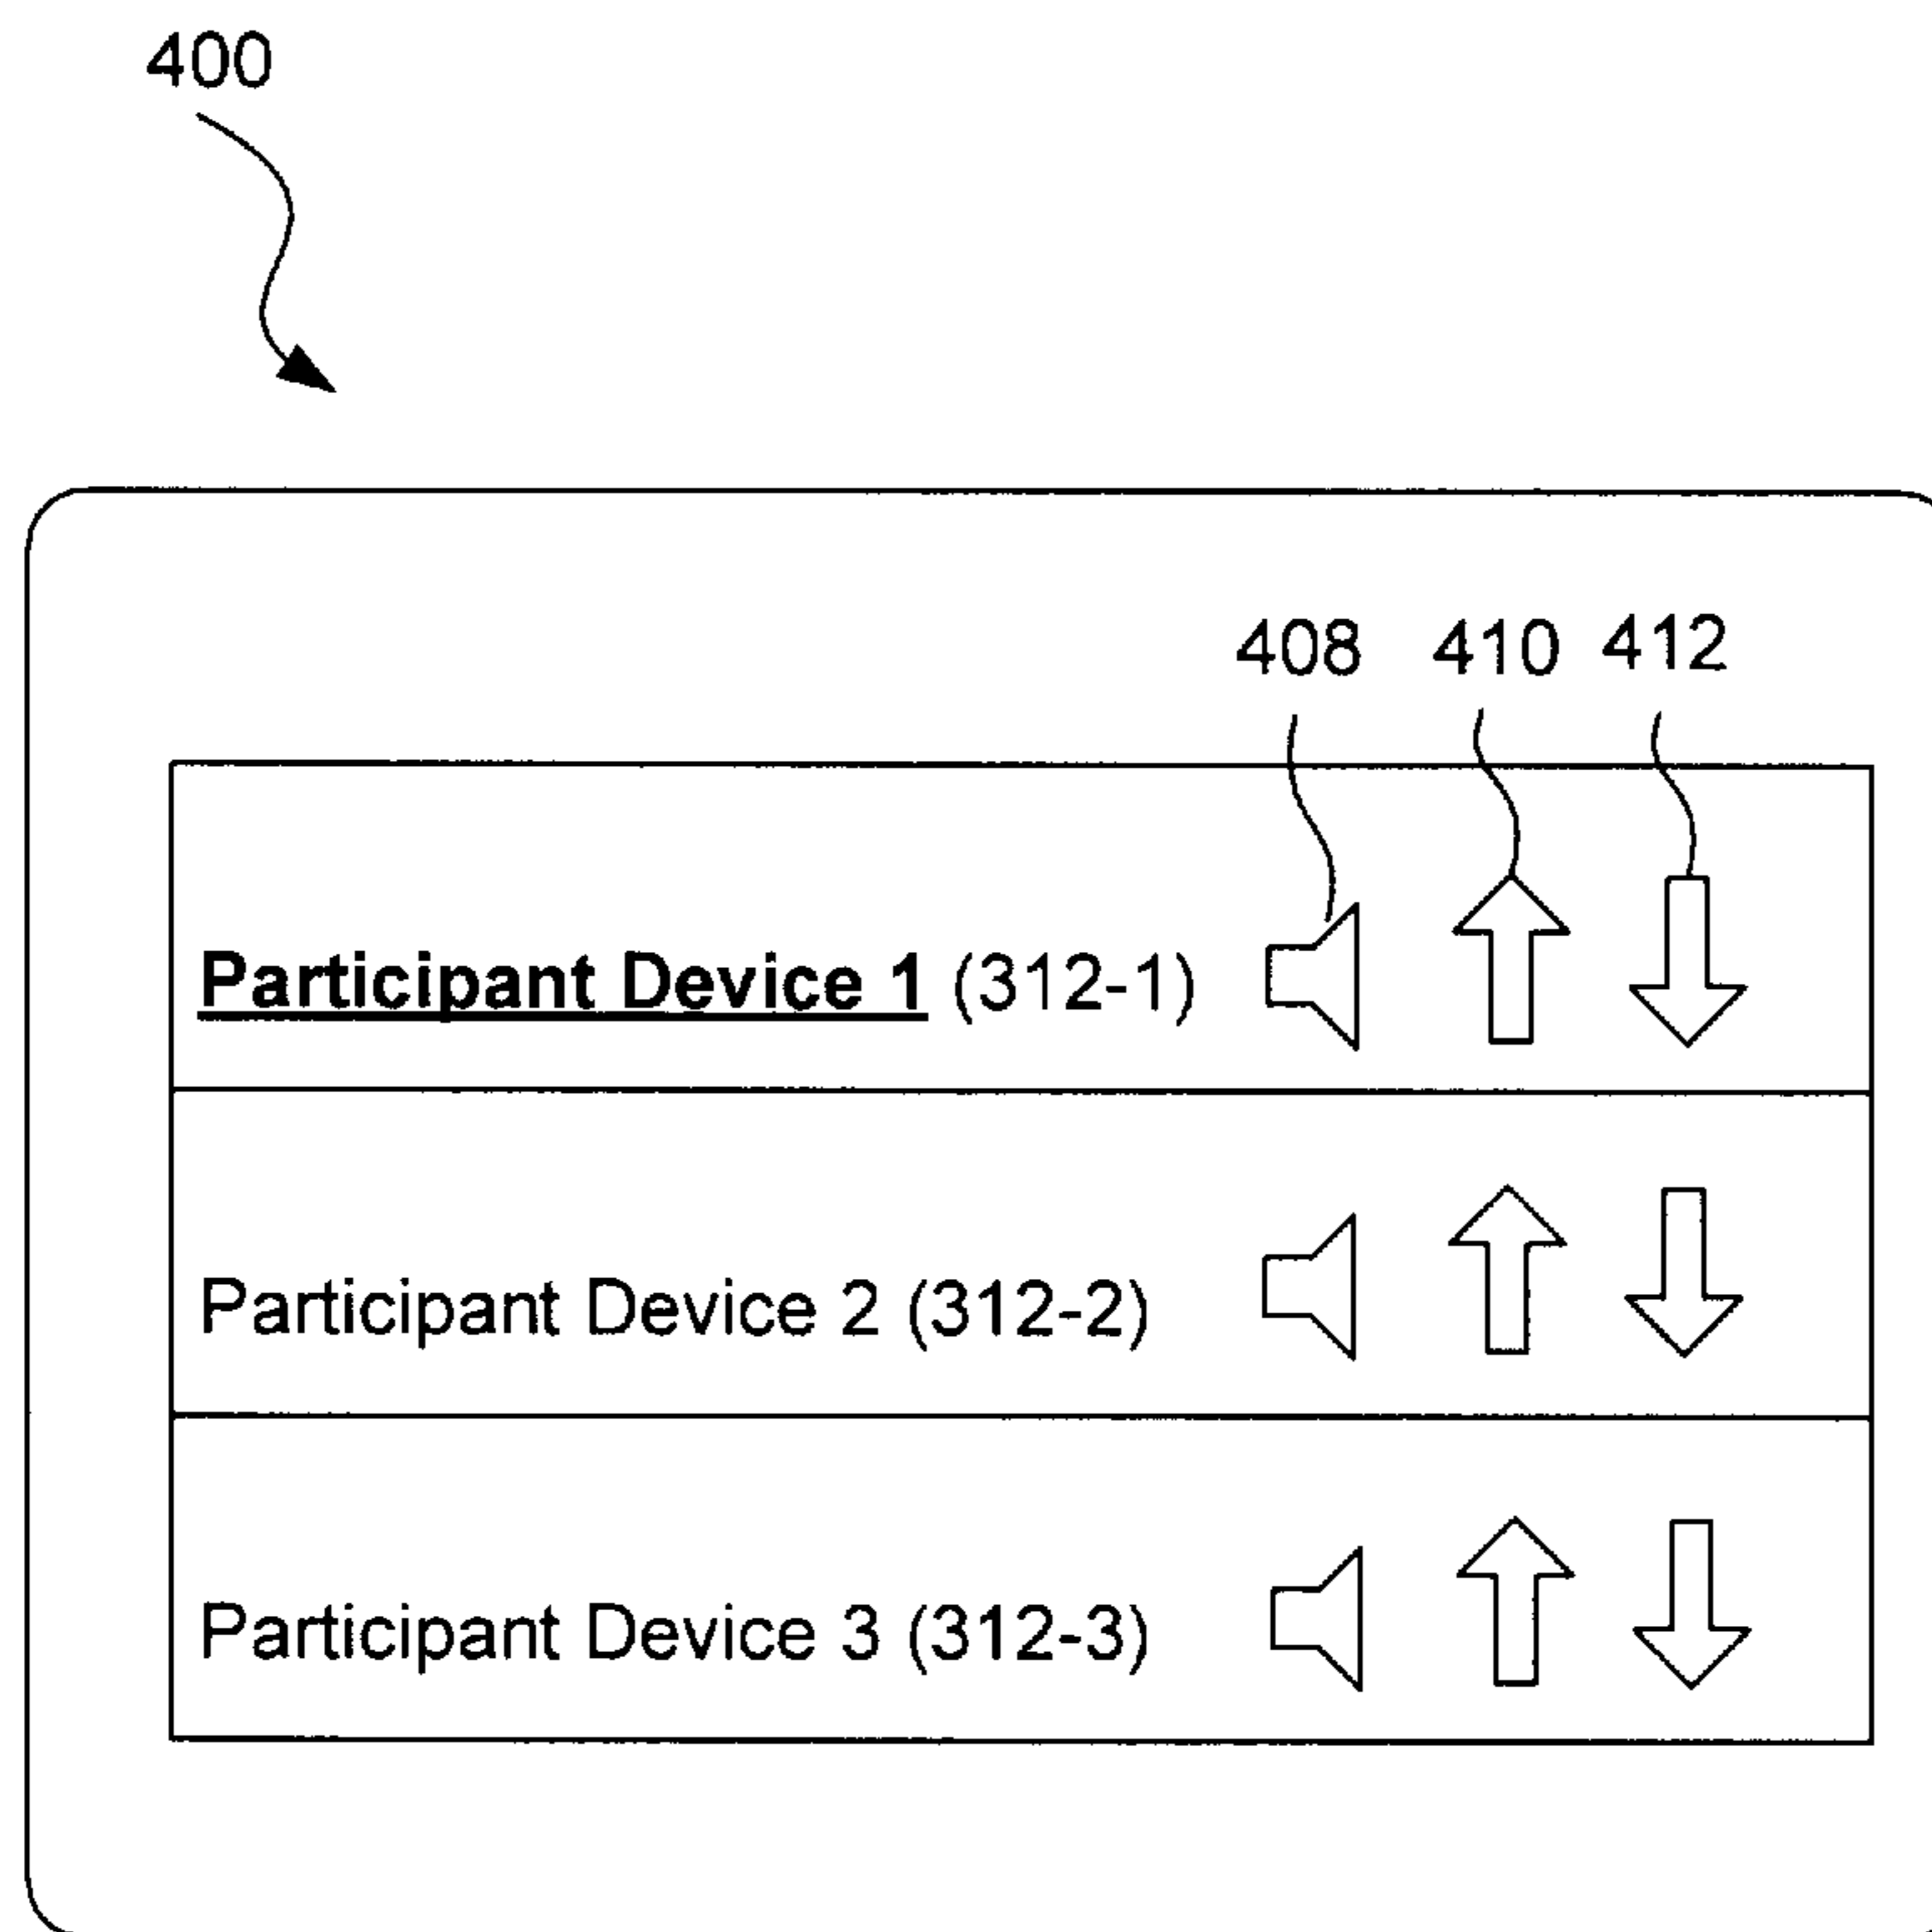 400
408 410 412
Participant Device 1 (312-1)
Participant Device 2 (312-2)
Participant Device 3 (312-3)